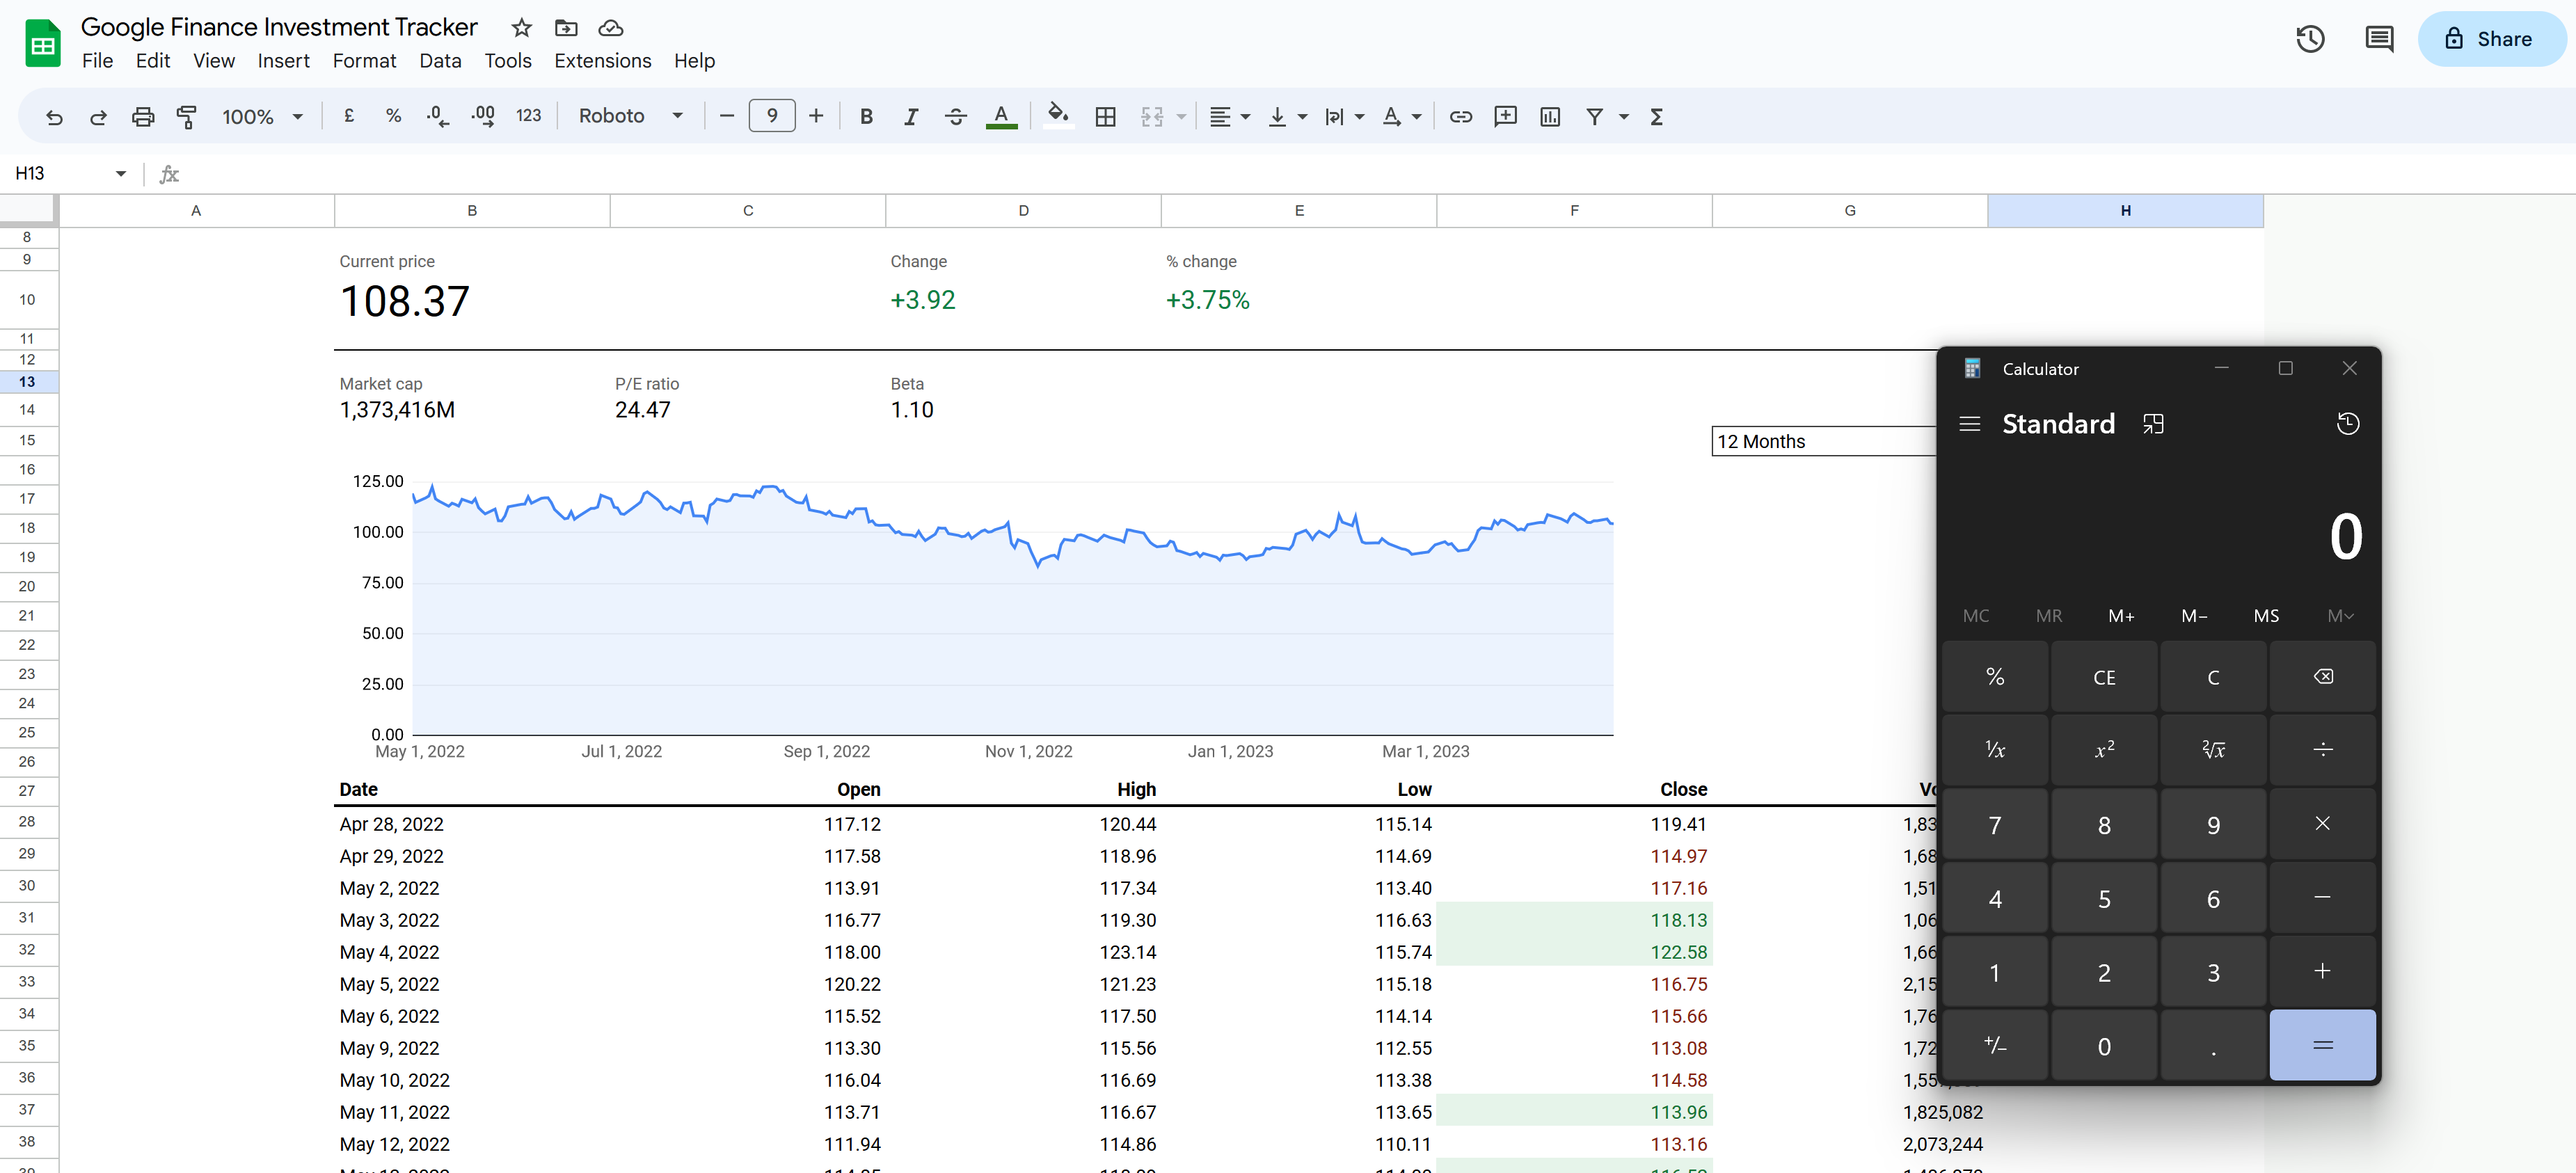 Google Finance Investment Tracker
File Edit View Insert Format Data Tools Extensions Help
Share
100% £ % .0 .00 123 Roboto 9 B I S A Σ
H13 fx
A B C D E F G H
8
9 Current price Change % change
10 108.37 +3.92 +3.75%
11
12
13 Market cap P/E ratio Beta
14 1,373,416M 24.47 1.10
15 12 Months
16 125.00
17
18 100.00
19
20 75.00
21
22 50.00
23
24 25.00
25 0.00
26 May 1, 2022 Jul 1, 2022 Sep 1, 2022 Nov 1, 2022 Jan 1, 2023 Mar 1, 2023
27 Date Open High Low Close
28 Apr 28, 2022 117.12 120.44 115.14 119.41 1,83
29 Apr 29, 2022 117.58 118.96 114.69 114.97 1,68
30 May 2, 2022 113.91 117.34 113.40 117.16 1,51
31 May 3, 2022 116.77 119.30 116.63 118.13 1,06
32 May 4, 2022 118.00 123.14 115.74 122.58 1,66
33 May 5, 2022 120.22 121.23 115.18 116.75 2,15
34 May 6, 2022 115.52 117.50 114.14 115.66 1,76
35 May 9, 2022 113.30 115.56 112.55 113.08 1,72
36 May 10, 2022 116.04 116.69 113.38 114.58
37 May 11, 2022 113.71 116.67 113.65 113.96 1,825,082
38 May 12, 2022 111.94 114.86 110.11 113.16 2,073,244
Calculator
Standard
0
MC MR M+ M− MS M
% CE C
1/x x² ²√x ÷
7 8 9 ×
4 5 6 −
1 2 3 +
+/− 0 . =